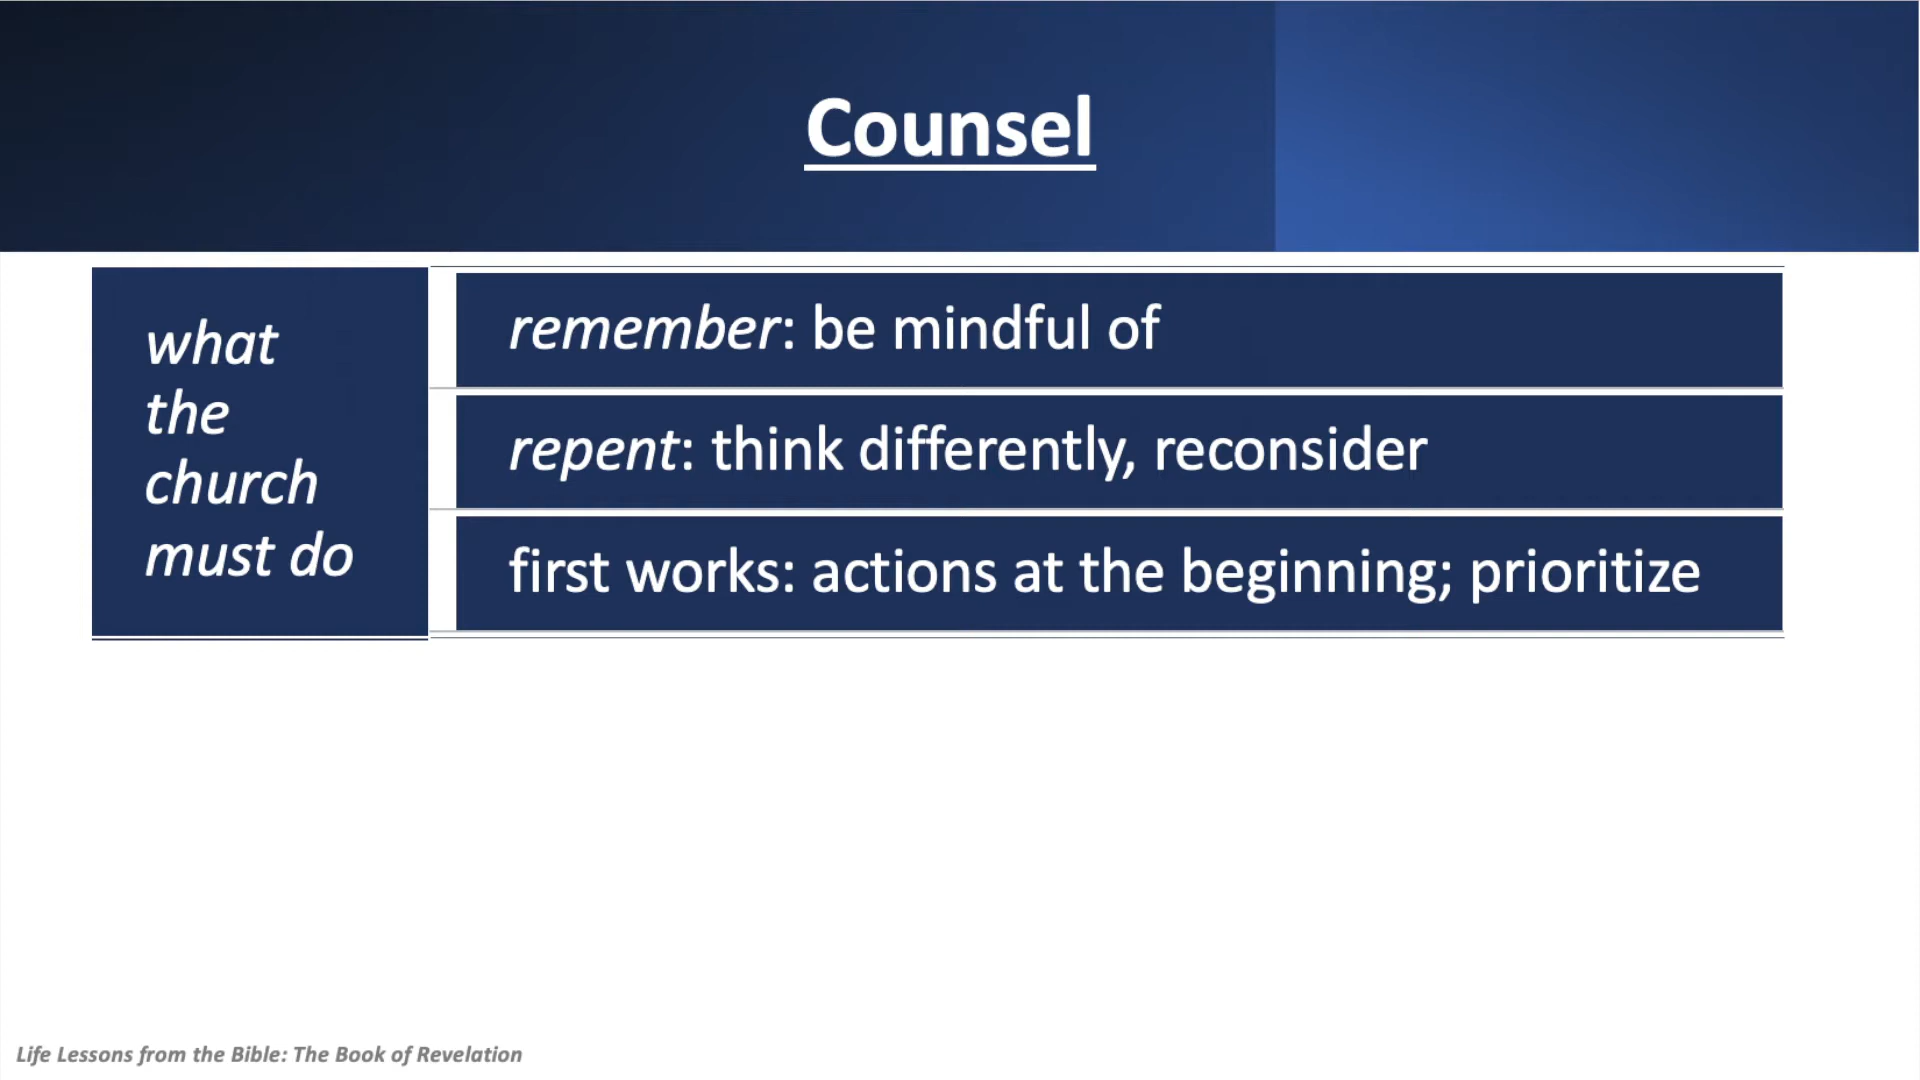 Counsel
what
the
church
must do
remember: be mindful of
repent: think differently, reconsider
first works: actions at the beginning; prioritize
Life Lessons from the Bible: The Book of Revelation